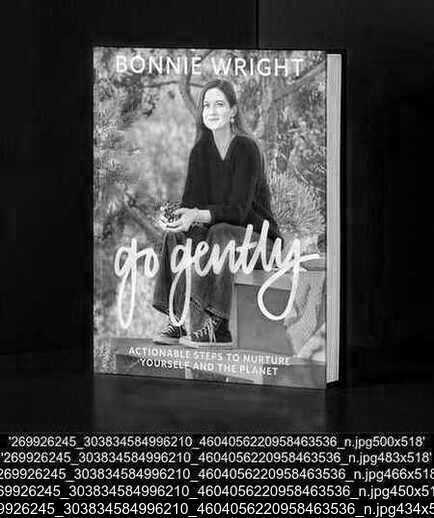 BONNIE WRIGHT
go gently
ACTIONABLE STEPS TO NURTURE
YOURSELF AND THE PLANET
'269926245_303834584996210_4604056220958463536_n.jpg500x518'
'269926245_303834584996210_4604056220958463536_n.jpg483x518'
269926245_303834584996210_4604056220958463536_n.jpg466x518
269926245_303834584996210_4604056220958463536_n.jpg450x51
69926245_303834584996210_4604056220958463536_n.jpg434x5